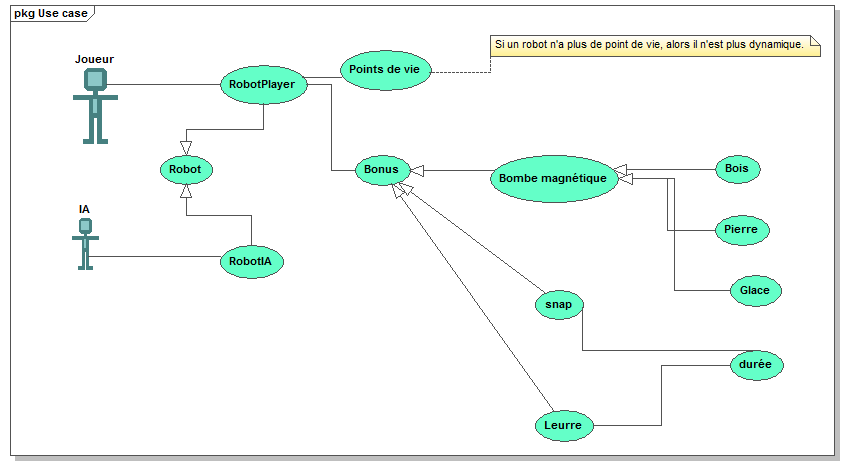 pkg Use case
Joueur
Si un robot n'a plus de point de vie, alors il n'est plus dynamique.
Points de vie
RobotPlayer
Robot
Bonus
Bombe magnétique
Bois
IA
Pierre
RobotIA
Glace
snap
durée
Leurre